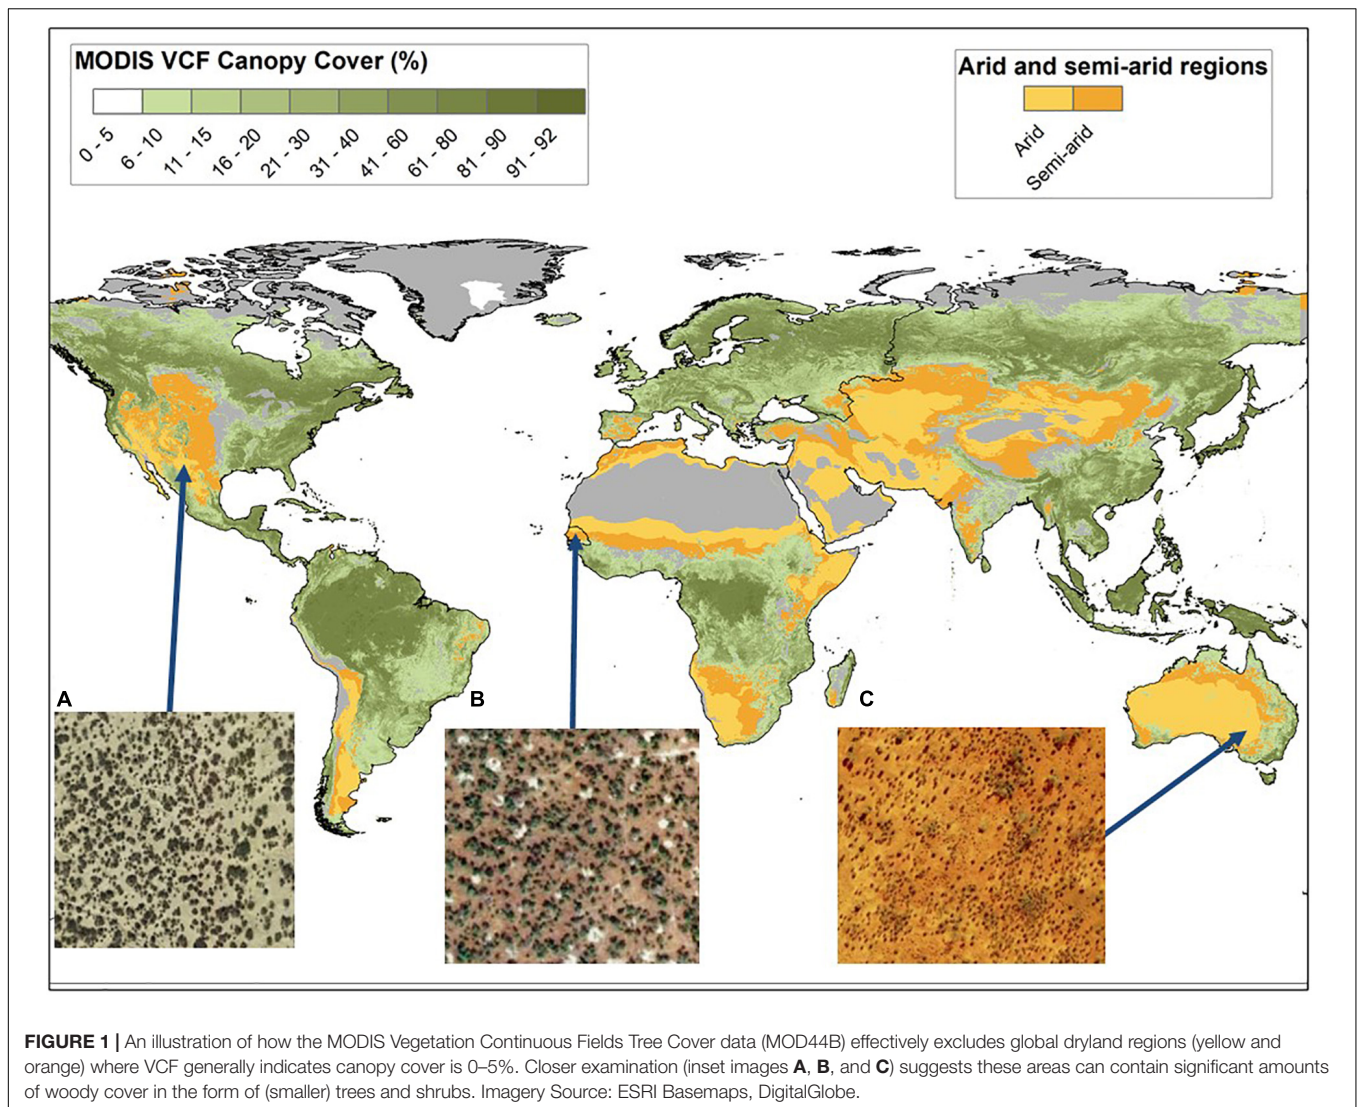 MODIS VCF Canopy Cover (%)
0 - 5
6 - 10
11 - 15
16 - 20
21 - 30
31 - 40
41 - 60
61 - 80
81 - 90
91 - 92
Arid and semi-arid regions
Arid
Semi-arid
A
B
C
FIGURE 1 | An illustration of how the MODIS Vegetation Continuous Fields Tree Cover data (MOD44B) effectively excludes global dryland regions (yellow and
orange) where VCF generally indicates canopy cover is 0–5%. Closer examination (inset images A, B, and C) suggests these areas can contain significant amounts
of woody cover in the form of (smaller) trees and shrubs. Imagery Source: ESRI Basemaps, DigitalGlobe.